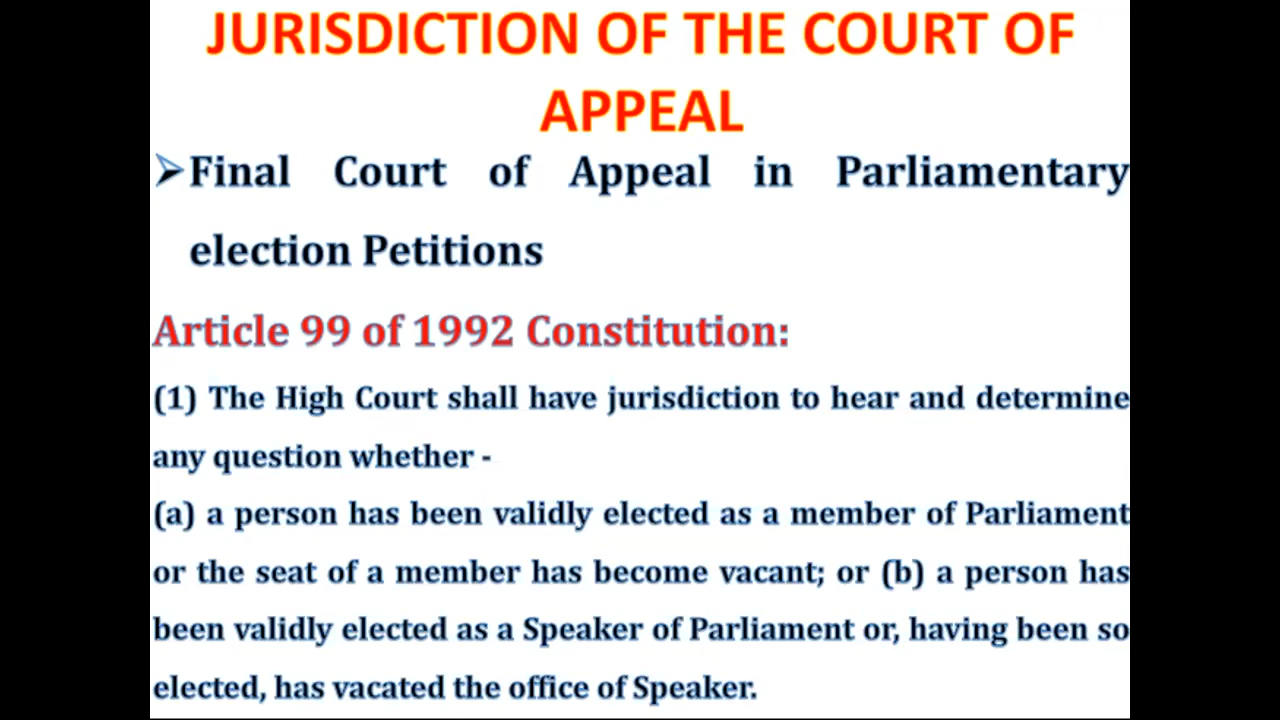 JURISDICTION OF THE COURT OF
APPEAL
➢Final Court of Appeal in Parliamentary
election Petitions
Article 99 of 1992 Constitution:
(1) The High Court shall have jurisdiction to hear and determine
any question whether -
(a) a person has been validly elected as a member of Parliament
or the seat of a member has become vacant; or (b) a person has
been validly elected as a Speaker of Parliament or, having been so
elected, has vacated the office of Speaker.